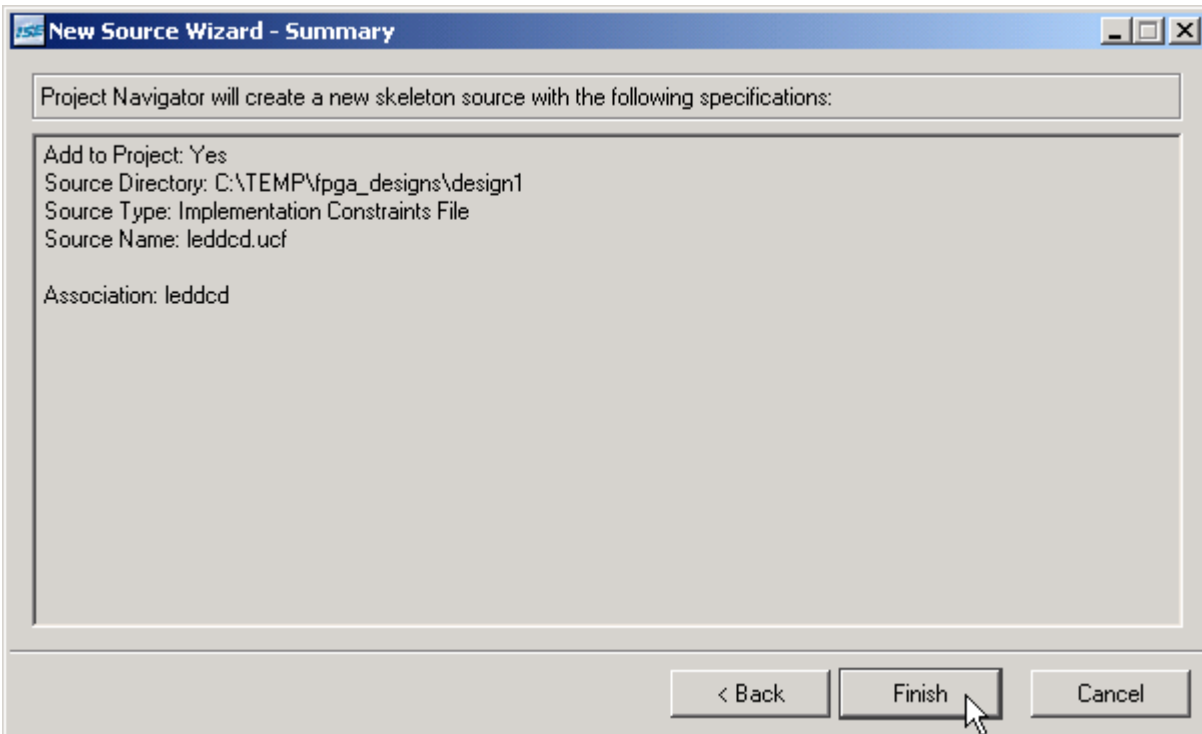 ISE New Source Wizard - Summary
Project Navigator will create a new skeleton source with the following specifications:
Add to Project: Yes
Source Directory: C:\TEMP\fpga_designs\design1
Source Type: Implementation Constraints File
Source Name: leddcd.ucf
Association: leddcd
< Back Finish Cancel